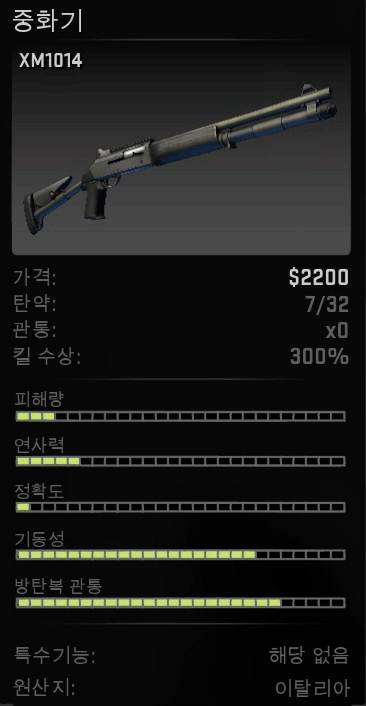 중화기
XM1014
가격: $2200
탄약: 7/32
관통: x0
킬 수상: 300%
피해량
연사력
정확도
기동성
방탄복 관통
특수기능: 해당 없음
원산지: 이탈리아